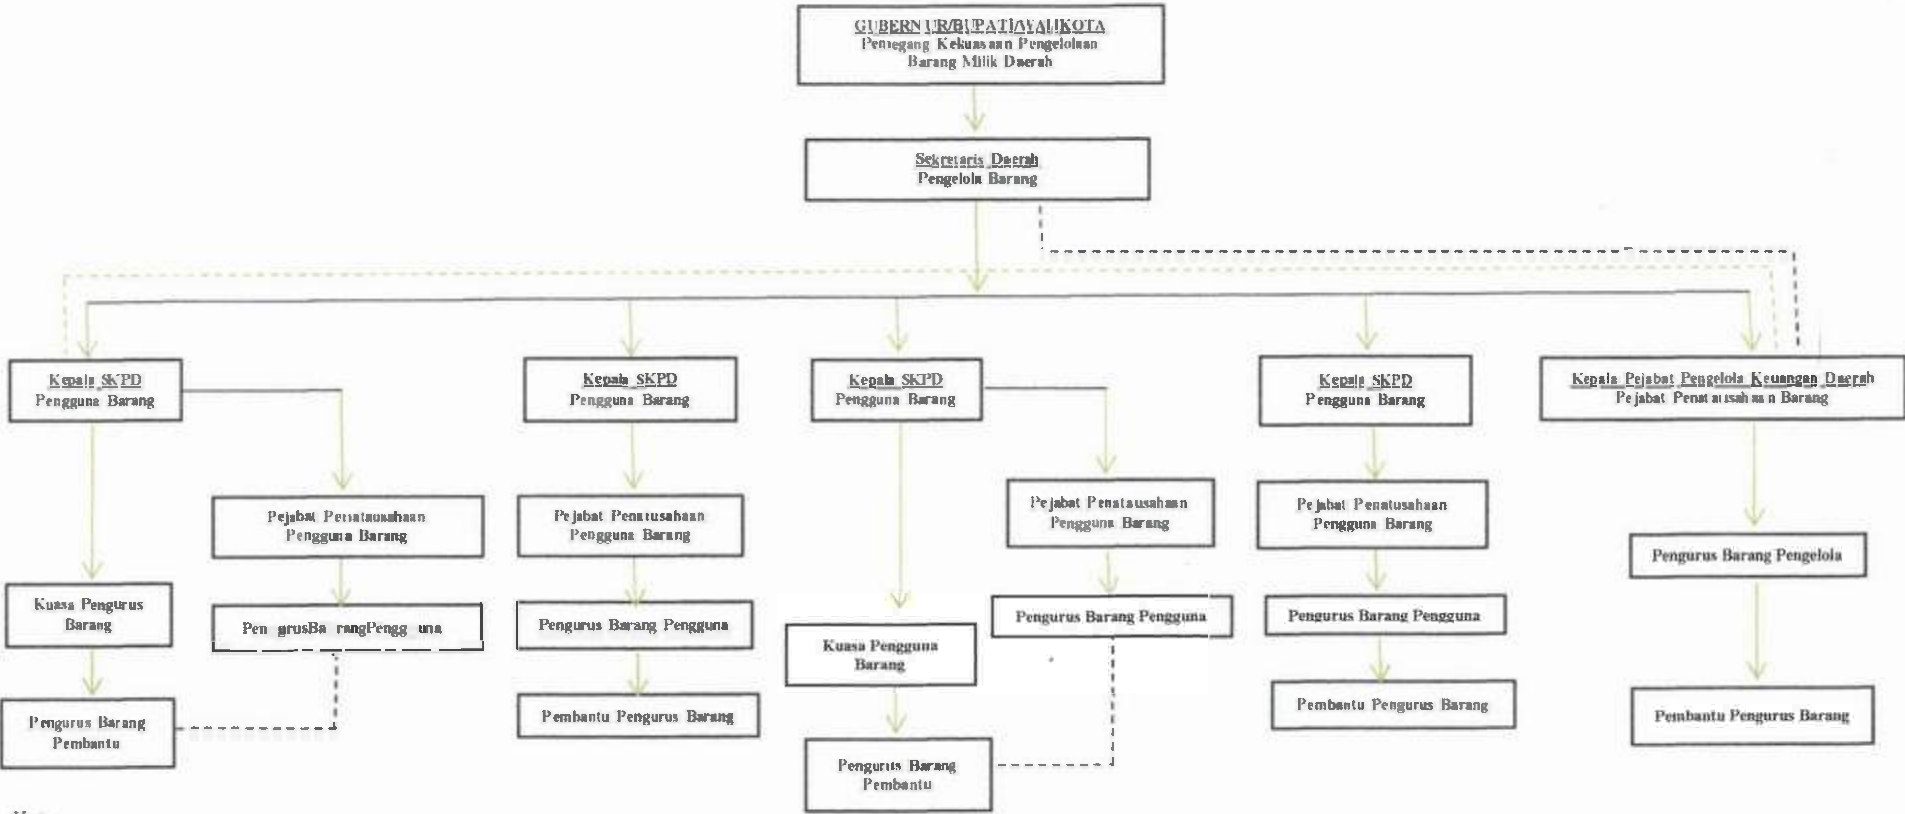 GUBERNUR/BUPATI/WALIKOTA
Pemegang Kekuasaan Pengelolaan
Barang Milik Daerah
Sekretaris Daerah
Pengelola Barang
Kepala SKPD
Pengguna Barang
Kepala SKPD
Pengguna Barang
Kepala SKPD
Pengguna Barang
Kepala SKPD
Pengguna Barang
Kepala Pejabat Pengelola Keuangan Daerah
Pejabat Penatausahaan Barang
Pejabat Penatausahaan
Pengguna Barang
Pejabat Penatusahaan
Pengguna Barang
Pejabat Penatausahaan
Pengguna Barang
Pejabat Penatusahaan
Pengguna Barang
Pengurus Barang Pengelola
Kuasa Pengurus
Barang
Pen grusBa rangPengg una
Pengurus Barang Pengguna
Kuasa Pengguna
Barang
Pengurus Barang Pengguna
Pengurus Barang Pengguna
Pengurus Barang
Pembantu
Pembantu Pengurus Barang
Pengurus Barang
Pembantu
Pembantu Pengurus Barang
Pembantu Pengurus Barang